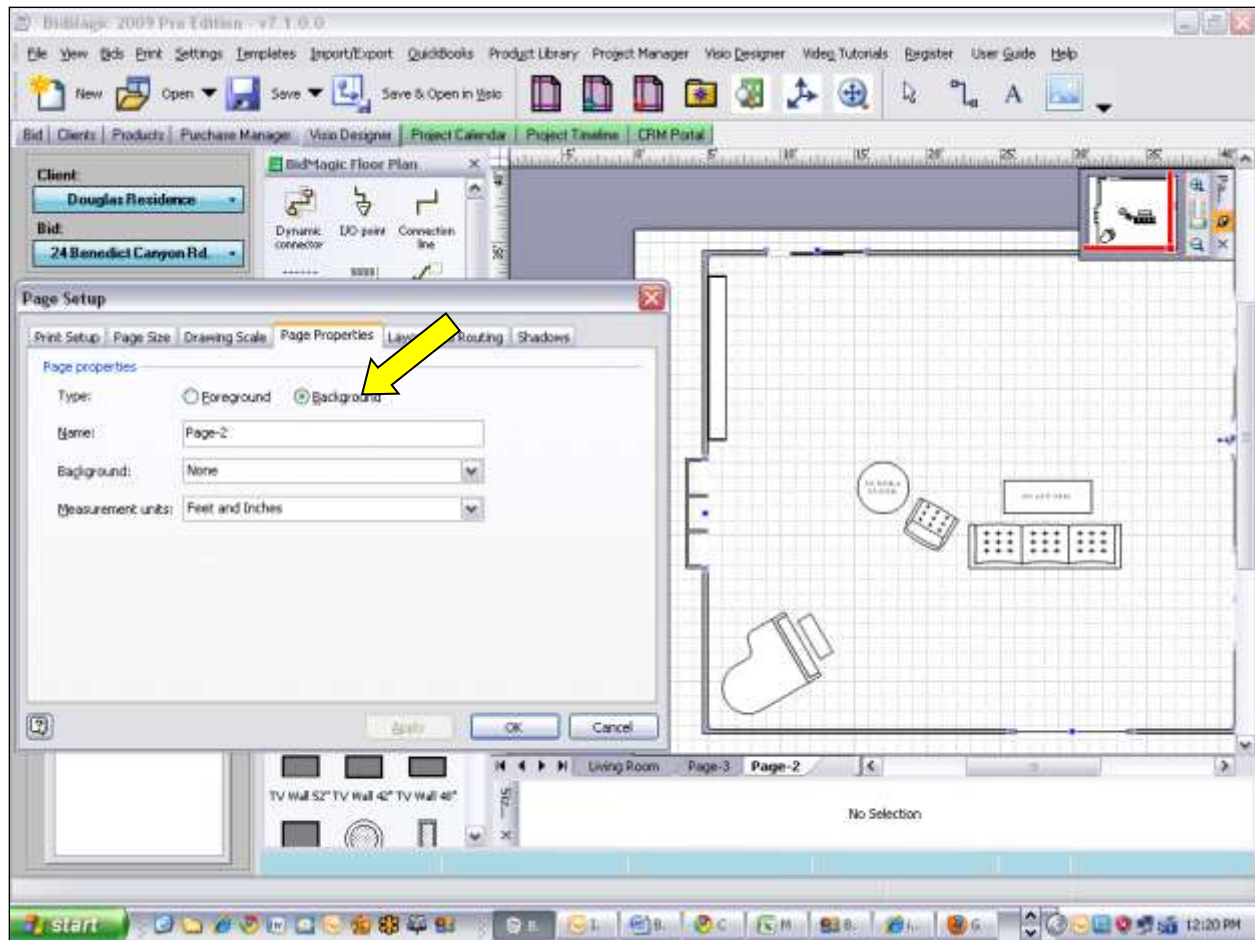 BidMagic 2009 Pro Edition - v7.1.0.0
File View Bids Print Settings Templates Import/Export QuickBooks Product Library Project Manager Visio Designer Video Tutorials Register User Guide Help
New Open Save Save & Open in Visio A
Bid Clients Products Purchase Manager Visio Designer Project Calendar Project Timeline CRM Portal
Client:
Douglas Residence
Bid:
24 Benedict Canyon Rd.
BidMagic Floor Plan
Dynamic connector I/O point Connection line
Page Setup
Print Setup Page Size Drawing Scale Page Properties Routing Shadows
Page properties
Type: Foreground Background
Name: Page-2
Background: None
Measurement units: Feet and Inches
Apply OK Cancel
Living Room Page-3 Page-2
TV Wall 52" TV Wall 42" TV Wall 48"
No Selection
start 12:20 PM